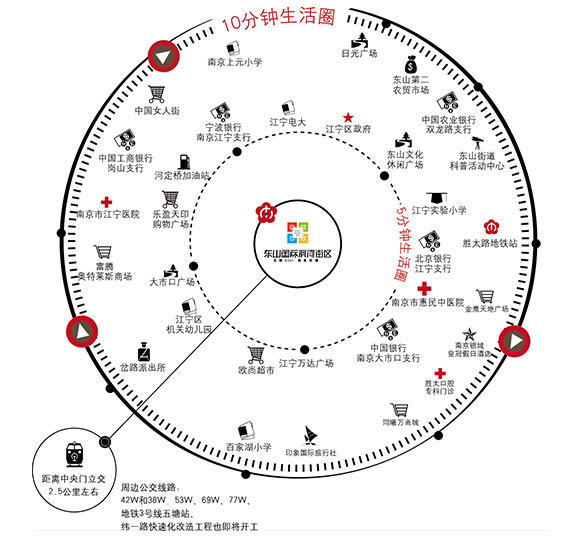 10分钟生活圈
日光广场
南京上元小学
东山第二
农贸市场
中国女人街
宁波银行
南京江宁支行
江宁电大
江宁区政府
中国农业银行
双龙路支行
东山文化
休闲广场
东山街道
科普活动中心
中国工商银行
岗山支行
河定桥加油站
南京市江宁医院
乐盈天印
购物广场
江宁实验小学
5分钟生活圈
胜太路地铁站
东山国际府前街区
北京银行
江宁支行
富腾
奥特莱斯商场
大市口广场
南京市惠民中医院
金鹰天地广场
江宁区
机关幼儿园
中国银行
南京大市口支行
南京银城
皇冠假日酒店
岔路派出所
欧尚超市
江宁万达广场
胜太口腔
专科门诊
同曦万尚城
百家湖小学
印象国际旅行社
距离中央门立交
2.5公里左右
周边公交线路：
42W和38W、53W、69W、77W、
地铁3号线五塘站、
纬一路快速化改造工程也即将开工